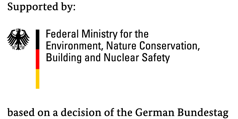 Supported by:
Federal Ministry for the
Environment, Nature Conservation,
Building and Nuclear Safety
based on a decision of the German Bundestag